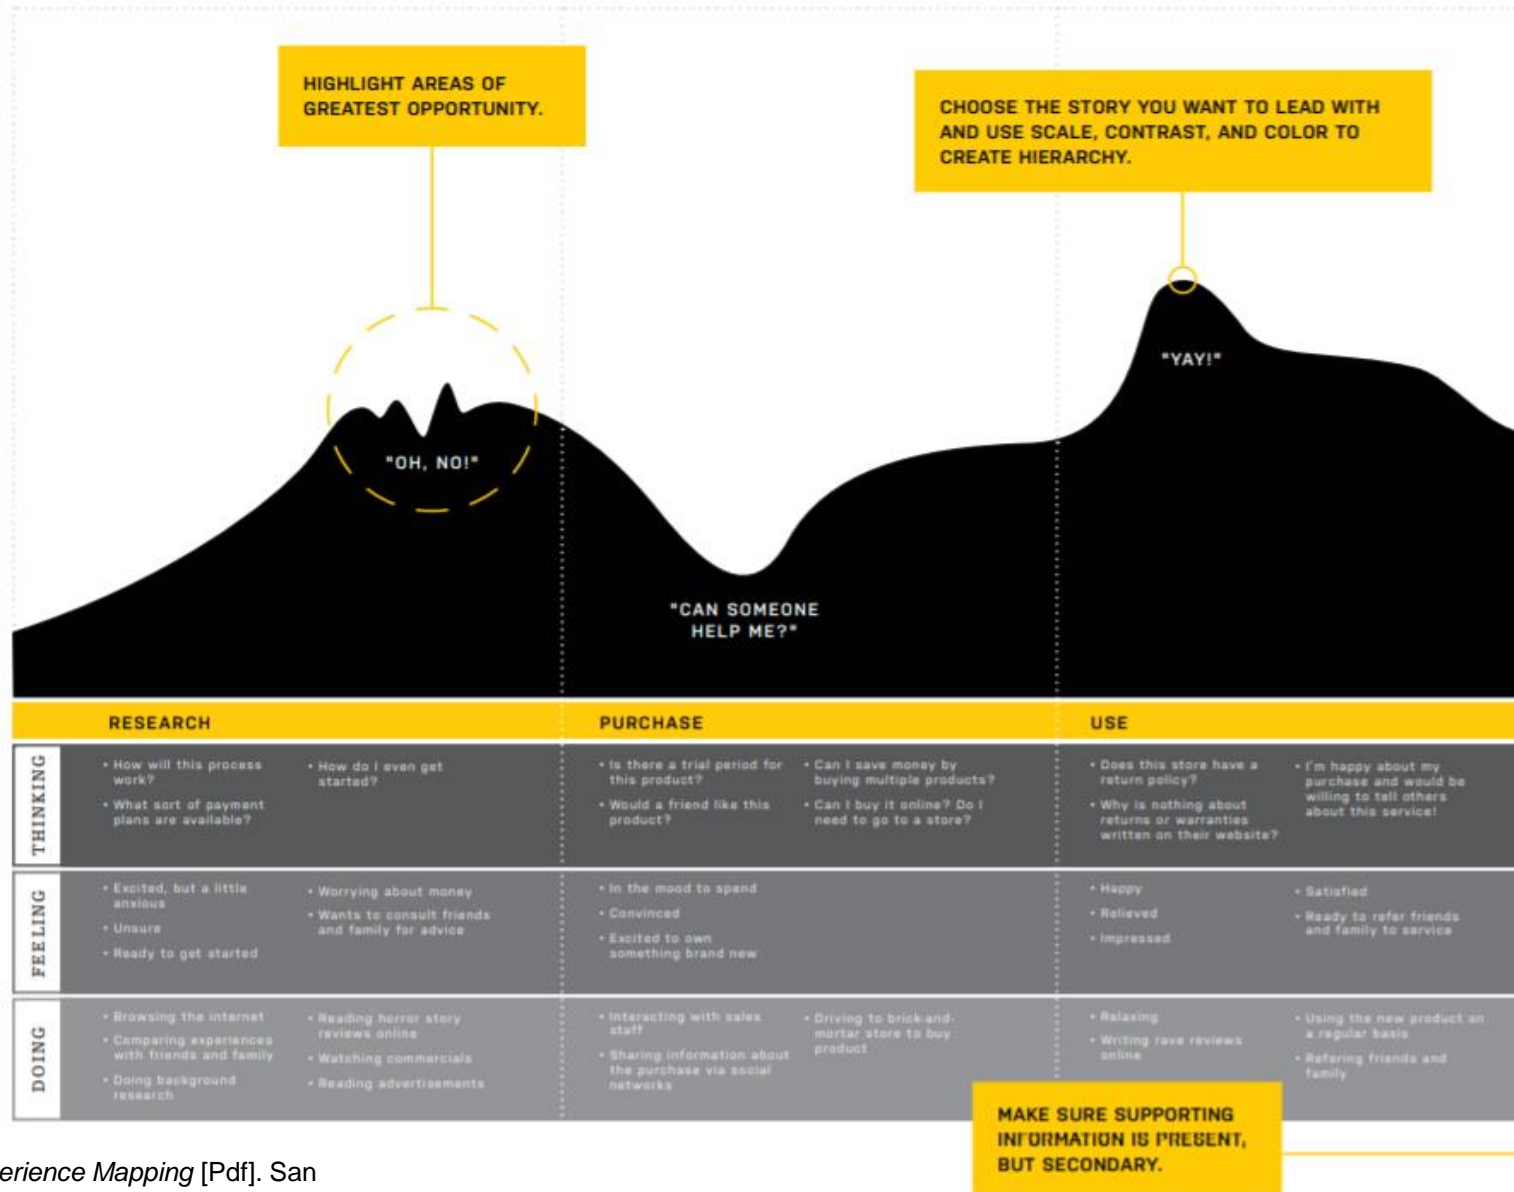 HIGHLIGHT AREAS OF
GREATEST OPPORTUNITY.
CHOOSE THE STORY YOU WANT TO LEAD WITH
AND USE SCALE, CONTRAST, AND COLOR TO
CREATE HIERARCHY.
"OH, NO!"
"YAY!"
"CAN SOMEONE
HELP ME?"
RESEARCH
PURCHASE
USE
THINKING
• How will this process
work?
• What sort of payment
plans are available?
• How do I even get
started?
• Is there a trial period for
this product?
• Would a friend like this
product?
• Can I save money by
buying multiple products?
• Can I buy it online? Do I
need to go to a store?
• Does this store have a
return policy?
• Why is nothing about
returns or warranties
written on their website?
• I'm happy about my
purchase and would be
willing to tell others
about this service!
FEELING
• Excited, but a little
anxious
• Unsure
• Ready to get started
• Worrying about money
• Wants to consult friends
and family for advice
• In the mood to spend
• Convinced
• Excited to own
something brand new
• Happy
• Relieved
• Impressed
• Satisfied
• Ready to refer friends
and family to service
DOING
• Browsing the internet
• Comparing experiences
with friends and family
• Doing background
research
• Reading horror story
reviews online
• Watching commercials
• Reading advertisements
• Interacting with sales
staff
• Sharing information about
the purchase via social
networks
• Driving to brick-and-
mortar store to buy
product
• Relaxing
• Writing rave reviews
online
• Using the new product on
a regular basis
• Refering friends and
family
MAKE SURE SUPPORTING
INFORMATION IS PRESENT,
BUT SECONDARY.
erience Mapping [Pdf]. San